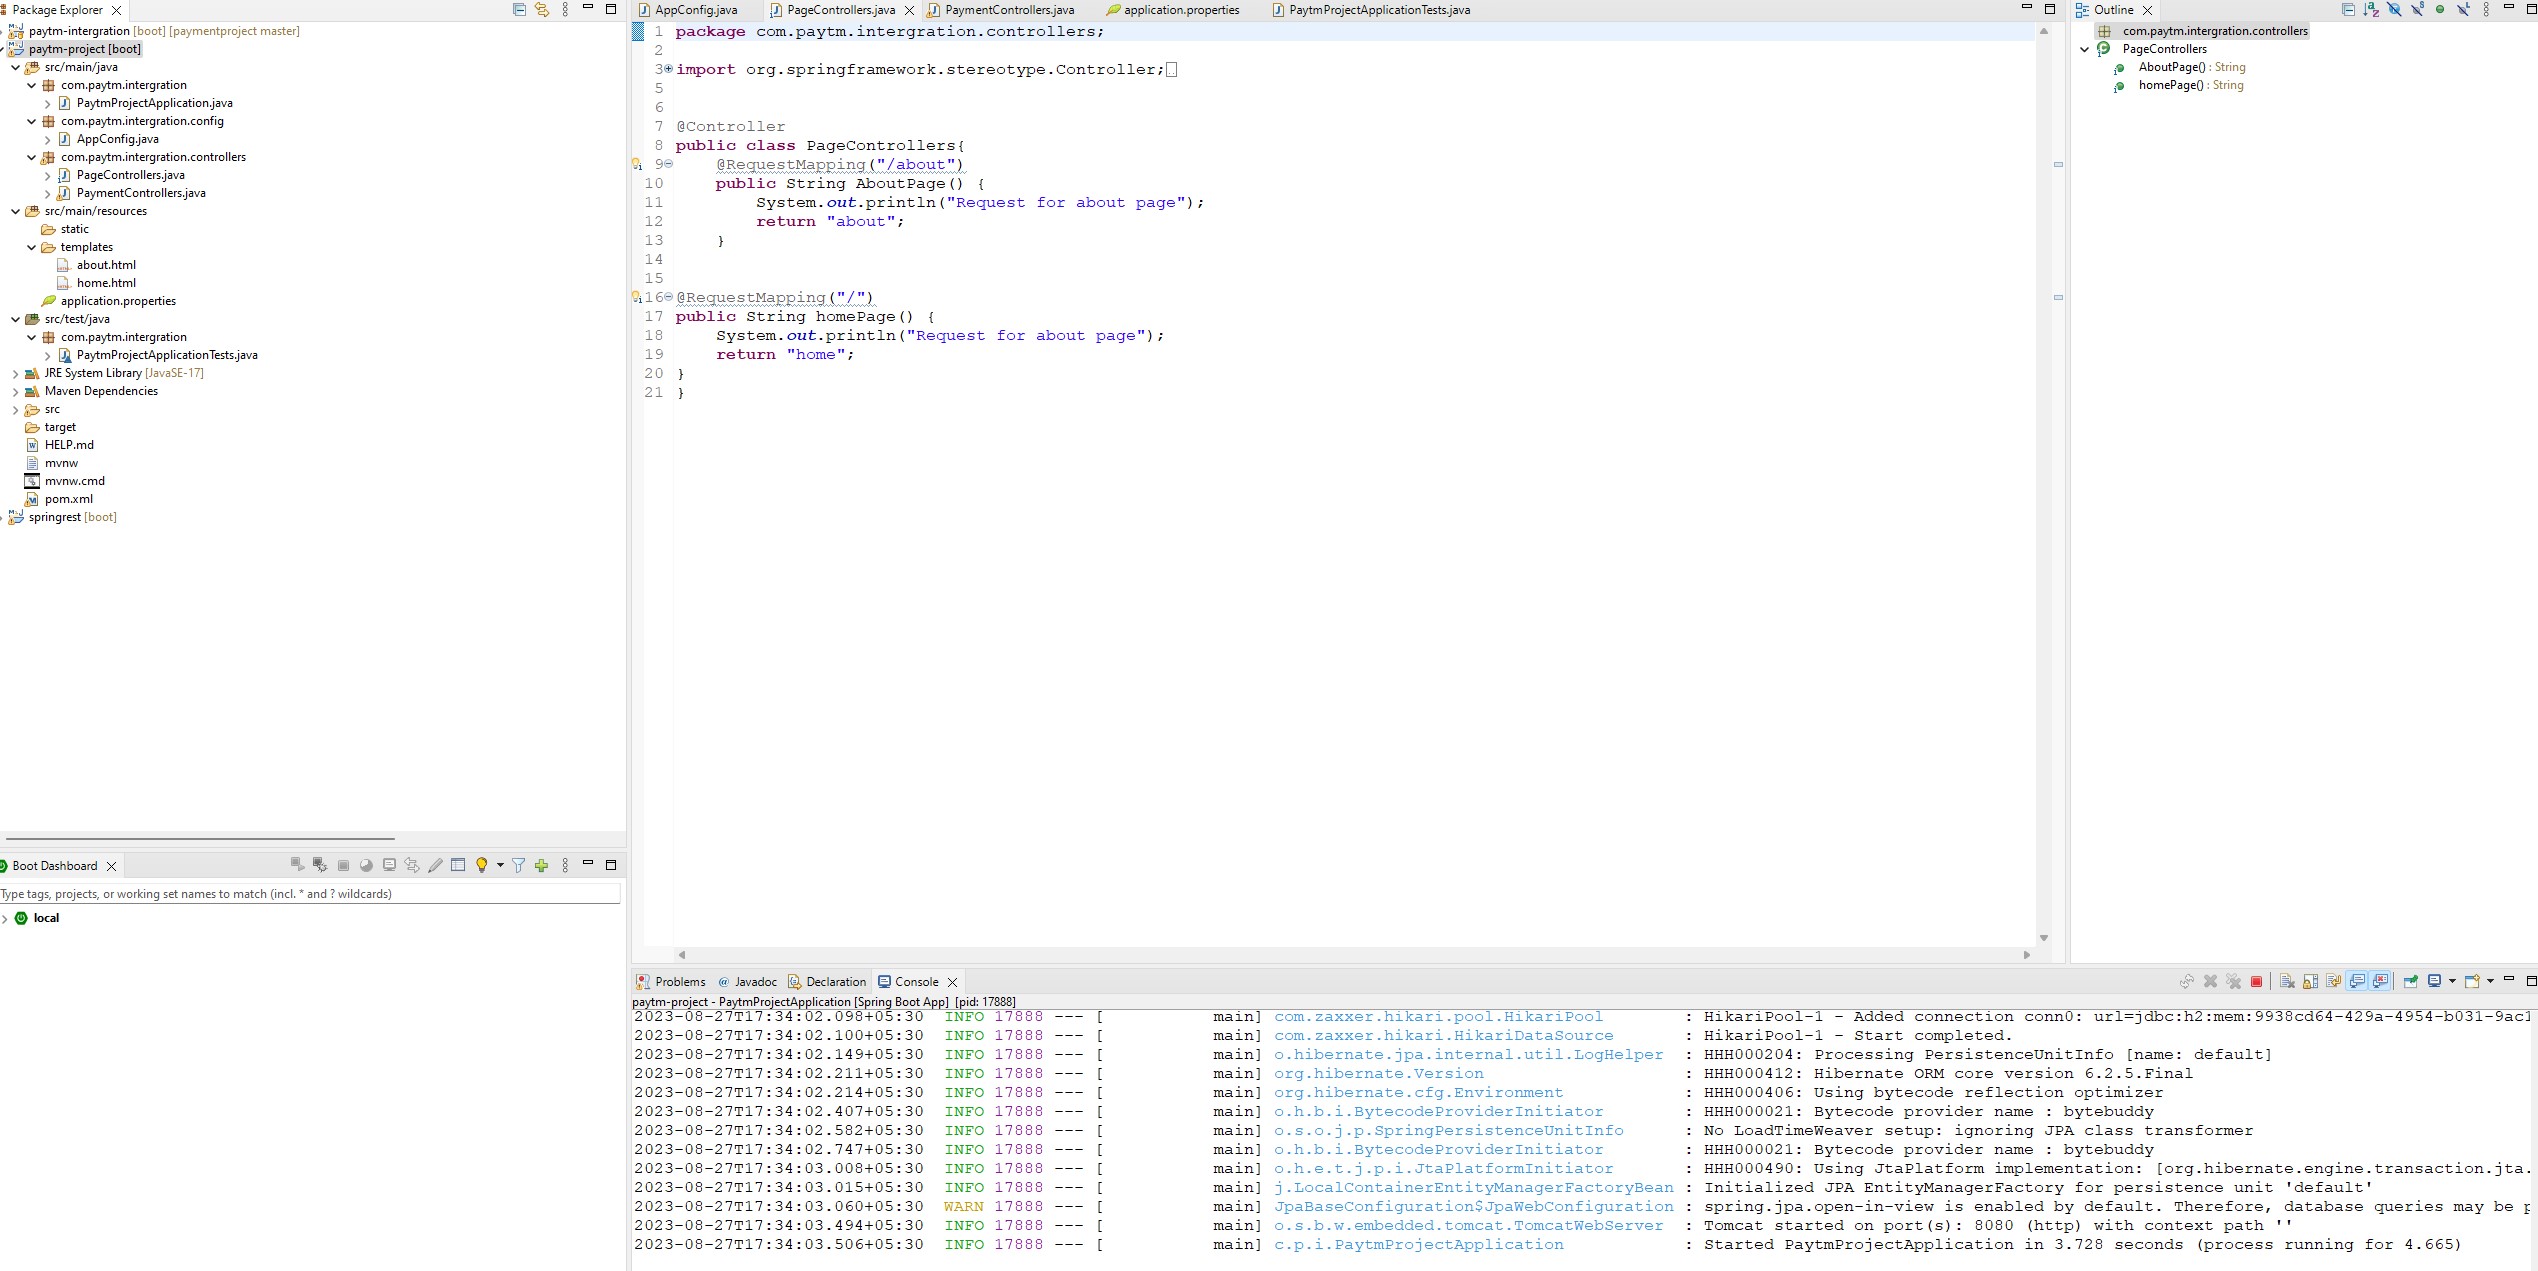 Package Explorer
paytm-intergration [boot] [paymentproject master]
paytm-project [boot]
src/main/java
com.paytm.intergration
PaytmProjectApplication.java
com.paytm.intergration.config
AppConfig.java
com.paytm.intergration.controllers
PageControllers.java
PaymentControllers.java
src/main/resources
static
templates
about.html
home.html
application.properties
src/test/java
com.paytm.intergration
PaytmProjectApplicationTests.java
JRE System Library [JavaSE-17]
Maven Dependencies
src
target
HELP.md
mvnw
mvnw.cmd
pom.xml
springrest [boot]
Boot Dashboard
Type tags, projects, or working set names to match (incl. * and ? wildcards)
local
AppConfig.java PageControllers.java PaymentControllers.java application.properties PaytmProjectApplicationTests.java
1 package com.paytm.intergration.controllers;
2
3 import org.springframework.stereotype.Controller;
5
6
7 @Controller
8 public class PageControllers{
9 @RequestMapping("/about")
10 public String AboutPage() {
11 System.out.println("Request for about page");
12 return "about";
13 }
14
15
16 @RequestMapping("/")
17 public String homePage() {
18 System.out.println("Request for about page");
19 return "home";
20 }
21 }
Outline
com.paytm.intergration.controllers
PageControllers
AboutPage() : String
homePage() : String
Problems @ Javadoc Declaration Console
paytm-project - PaytmProjectApplication [Spring Boot App] [pid: 17888]
2023-08-27T17:34:02.098+05:30 INFO 17888 --- [ main] com.zaxxer.hikari.pool.HikariPool : HikariPool-1 - Added connection conn0: url=jdbc:h2:mem:9938cd64-429a-4954-b031-9ac1
2023-08-27T17:34:02.100+05:30 INFO 17888 --- [ main] com.zaxxer.hikari.HikariDataSource : HikariPool-1 - Start completed.
2023-08-27T17:34:02.149+05:30 INFO 17888 --- [ main] o.hibernate.jpa.internal.util.LogHelper : HHH000204: Processing PersistenceUnitInfo [name: default]
2023-08-27T17:34:02.211+05:30 INFO 17888 --- [ main] org.hibernate.Version : HHH000412: Hibernate ORM core version 6.2.5.Final
2023-08-27T17:34:02.214+05:30 INFO 17888 --- [ main] org.hibernate.cfg.Environment : HHH000406: Using bytecode reflection optimizer
2023-08-27T17:34:02.407+05:30 INFO 17888 --- [ main] o.h.b.i.BytecodeProviderInitiator : HHH000021: Bytecode provider name : bytebuddy
2023-08-27T17:34:02.582+05:30 INFO 17888 --- [ main] o.s.o.j.p.SpringPersistenceUnitInfo : No LoadTimeWeaver setup: ignoring JPA class transformer
2023-08-27T17:34:02.747+05:30 INFO 17888 --- [ main] o.h.b.i.BytecodeProviderInitiator : HHH000021: Bytecode provider name : bytebuddy
2023-08-27T17:34:03.008+05:30 INFO 17888 --- [ main] o.h.e.t.j.p.i.JtaPlatformInitiator : HHH000490: Using JtaPlatform implementation: [org.hibernate.engine.transaction.jta.
2023-08-27T17:34:03.015+05:30 INFO 17888 --- [ main] j.LocalContainerEntityManagerFactoryBean : Initialized JPA EntityManagerFactory for persistence unit 'default'
2023-08-27T17:34:03.060+05:30 WARN 17888 --- [ main] JpaBaseConfiguration$JpaWebConfiguration : spring.jpa.open-in-view is enabled by default. Therefore, database queries may be p
2023-08-27T17:34:03.494+05:30 INFO 17888 --- [ main] o.s.b.w.embedded.tomcat.TomcatWebServer : Tomcat started on port(s): 8080 (http) with context path ''
2023-08-27T17:34:03.506+05:30 INFO 17888 --- [ main] c.p.i.PaytmProjectApplication : Started PaytmProjectApplication in 3.728 seconds (process running for 4.665)